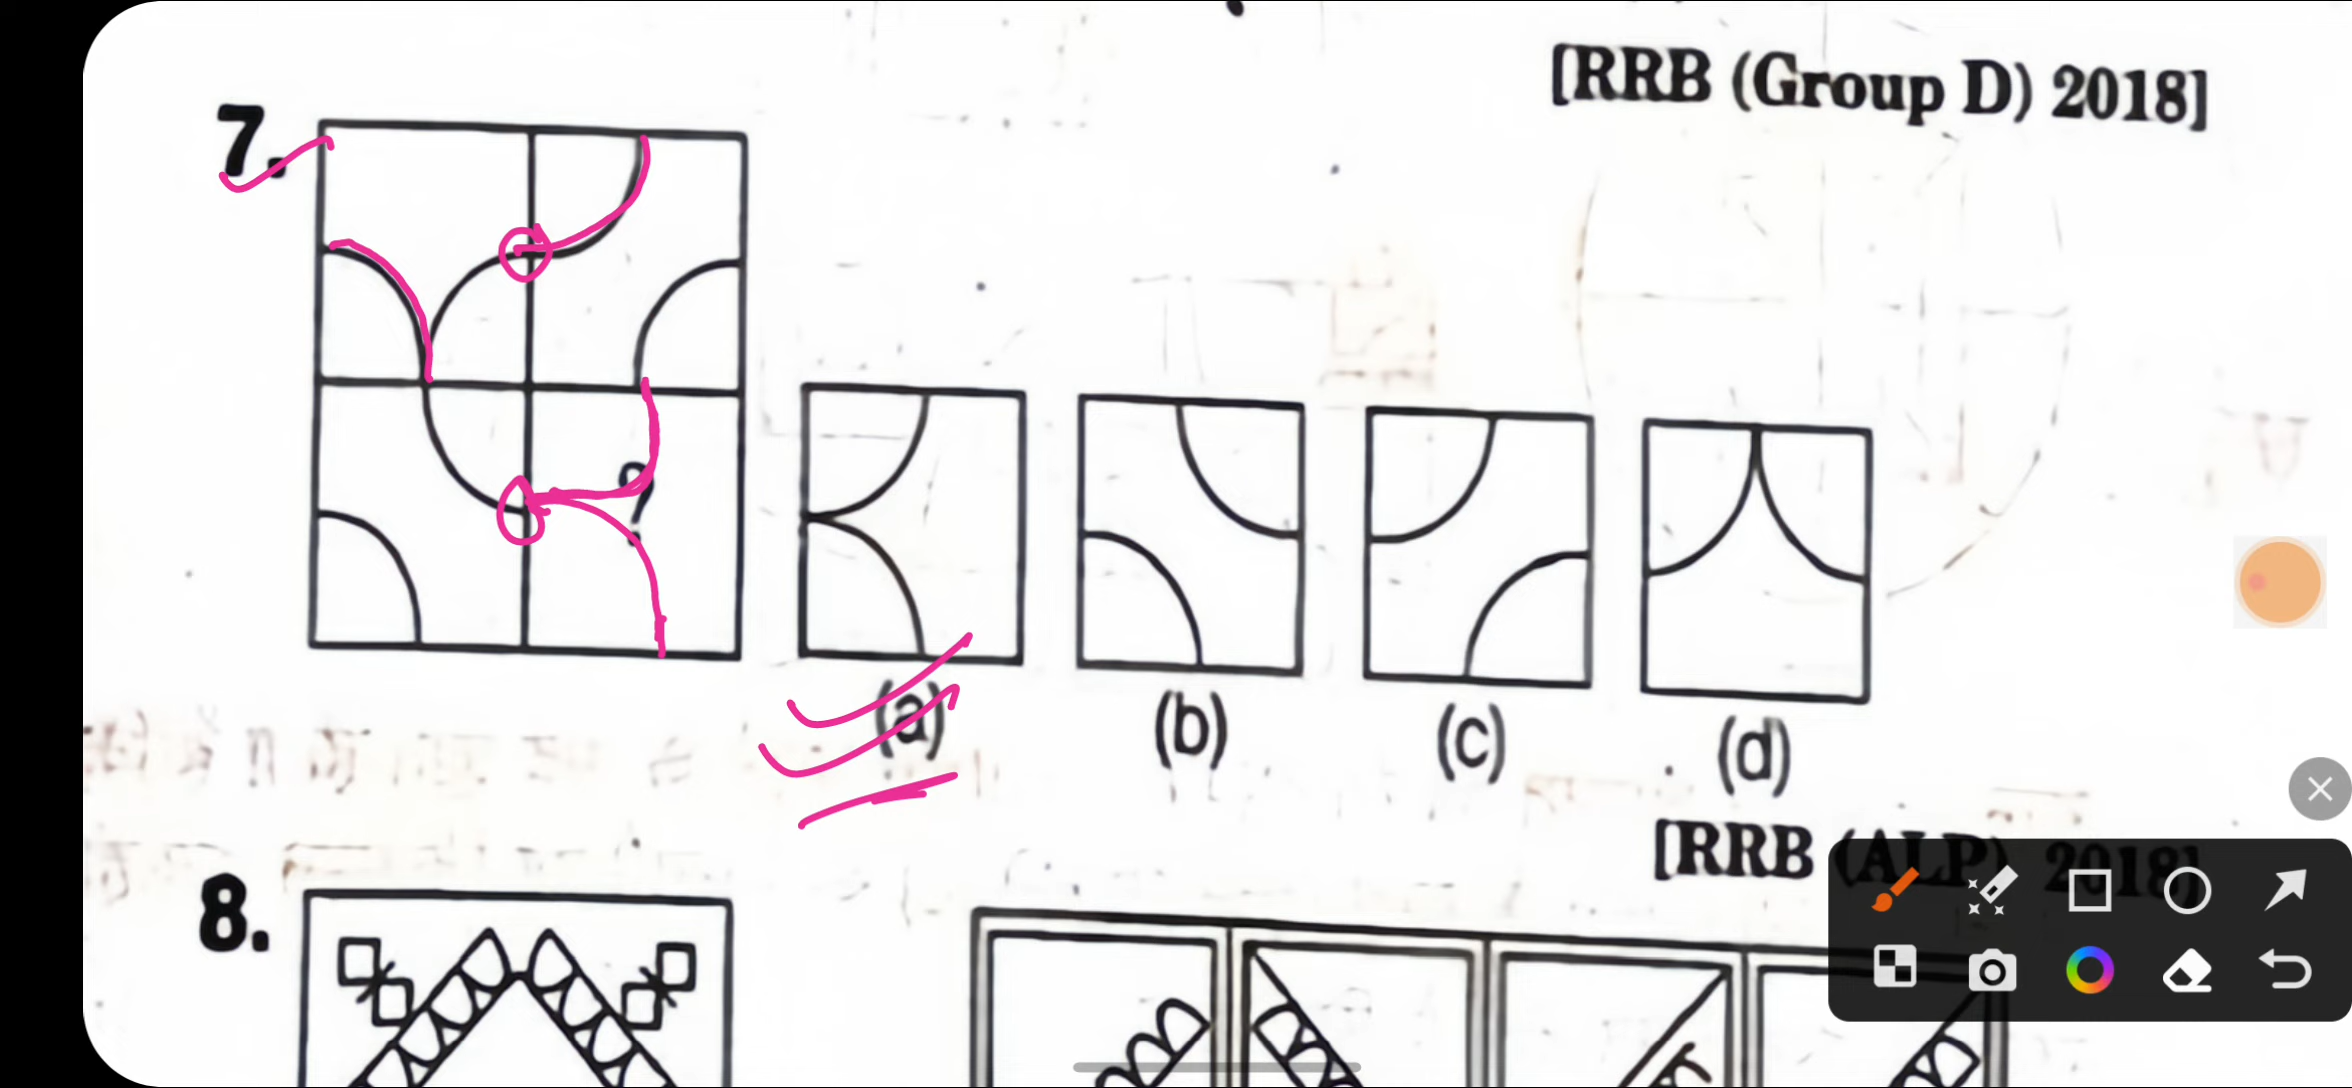 [RRB (Group D) 2018]
7.
?
(a) (b) (c) (d)
[RRB (ALP) 2018]
8.